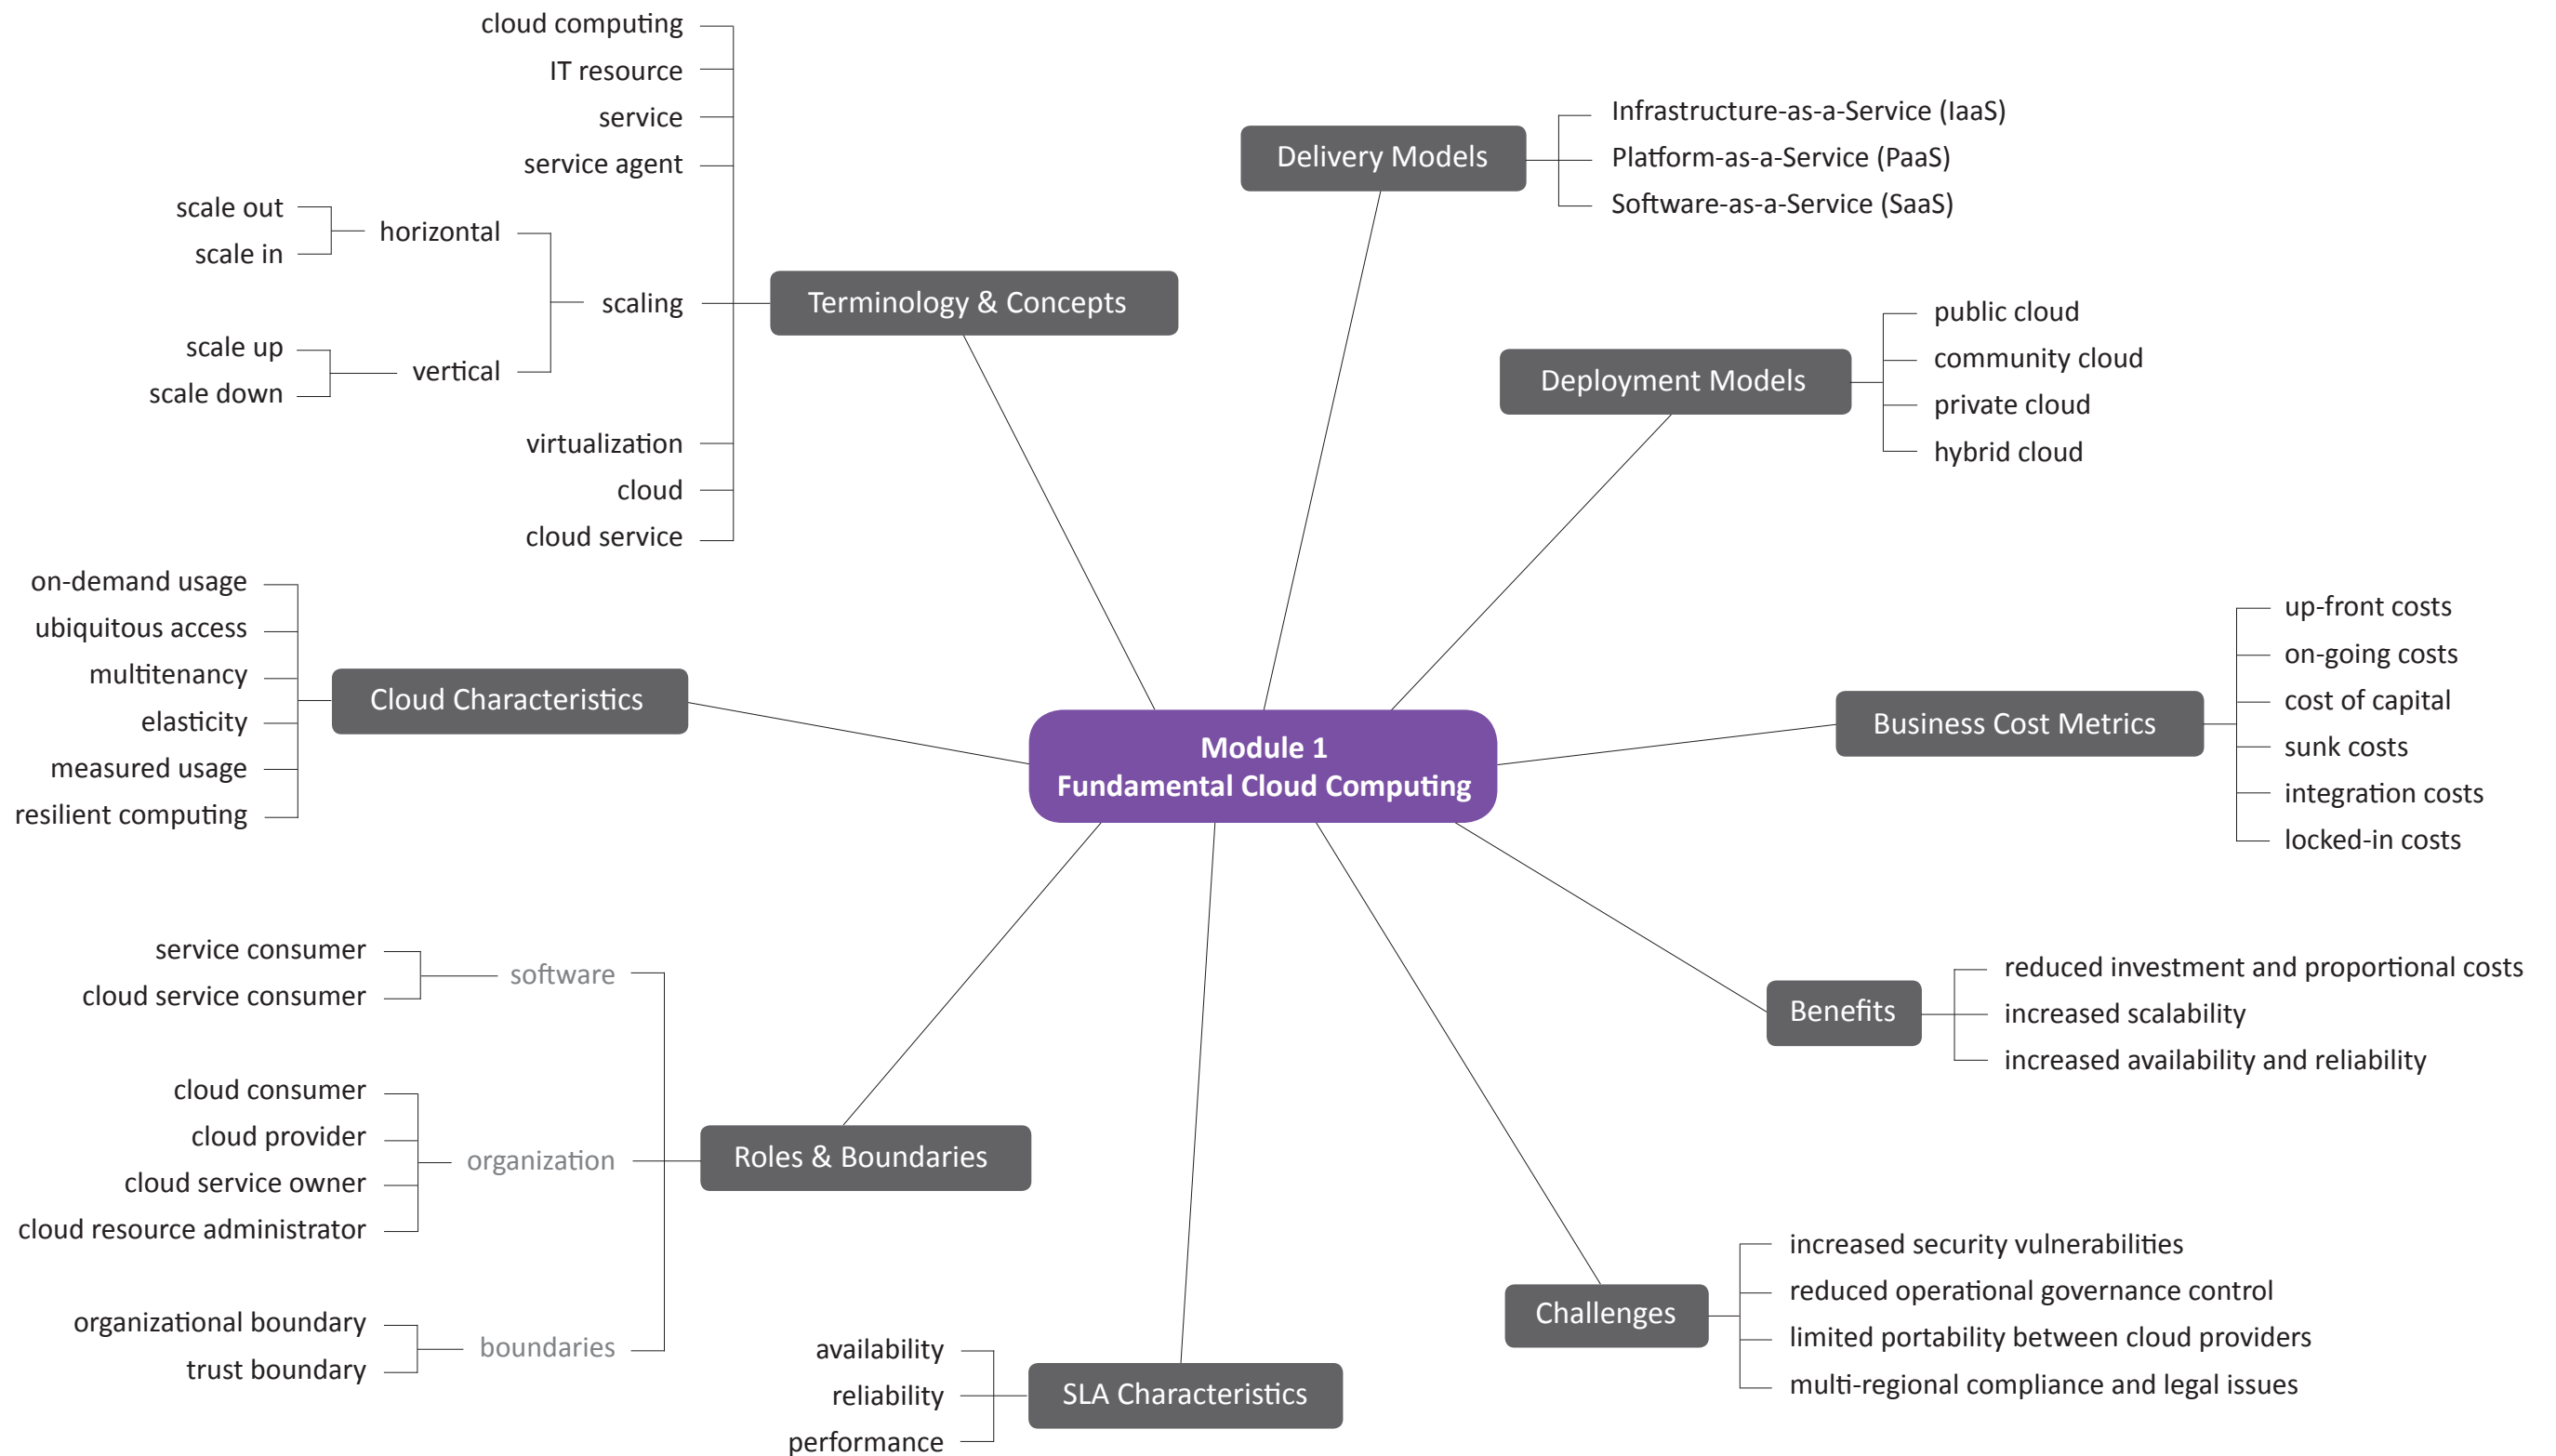 cloud computing
IT resource
service
service agent
scale out
scale in
horizontal
scale up
scale down
vertical
scaling
virtualization
cloud
cloud service
Terminology & Concepts
Delivery Models
Infrastructure-as-a-Service (IaaS)
Platform-as-a-Service (PaaS)
Software-as-a-Service (SaaS)
Deployment Models
public cloud
community cloud
private cloud
hybrid cloud
on-demand usage
ubiquitous access
multitenancy
elasticity
measured usage
resilient computing
Cloud Characteristics
Module 1
Fundamental Cloud Computing
Business Cost Metrics
up-front costs
on-going costs
cost of capital
sunk costs
integration costs
locked-in costs
service consumer
cloud service consumer
software
cloud consumer
cloud provider
cloud service owner
cloud resource administrator
organization
organizational boundary
trust boundary
boundaries
Roles & Boundaries
Benefits
reduced investment and proportional costs
increased scalability
increased availability and reliability
availability
reliability
performance
SLA Characteristics
Challenges
increased security vulnerabilities
reduced operational governance control
limited portability between cloud providers
multi-regional compliance and legal issues